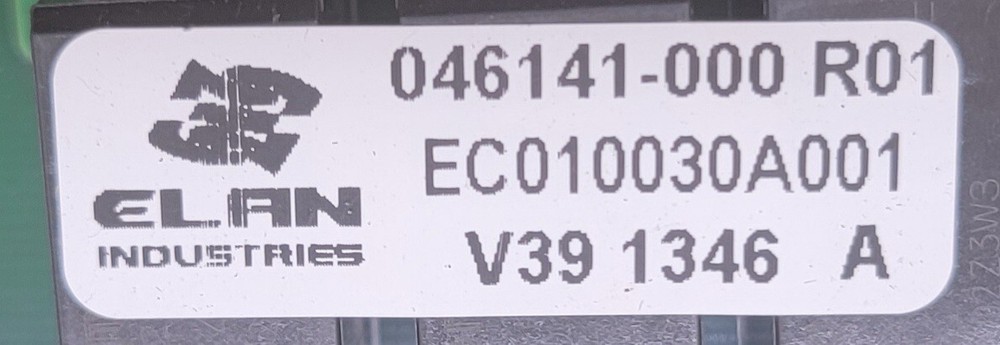 046141-000 R01
EC010030A001
V39 1346 A
ELAN
INDUSTRIES